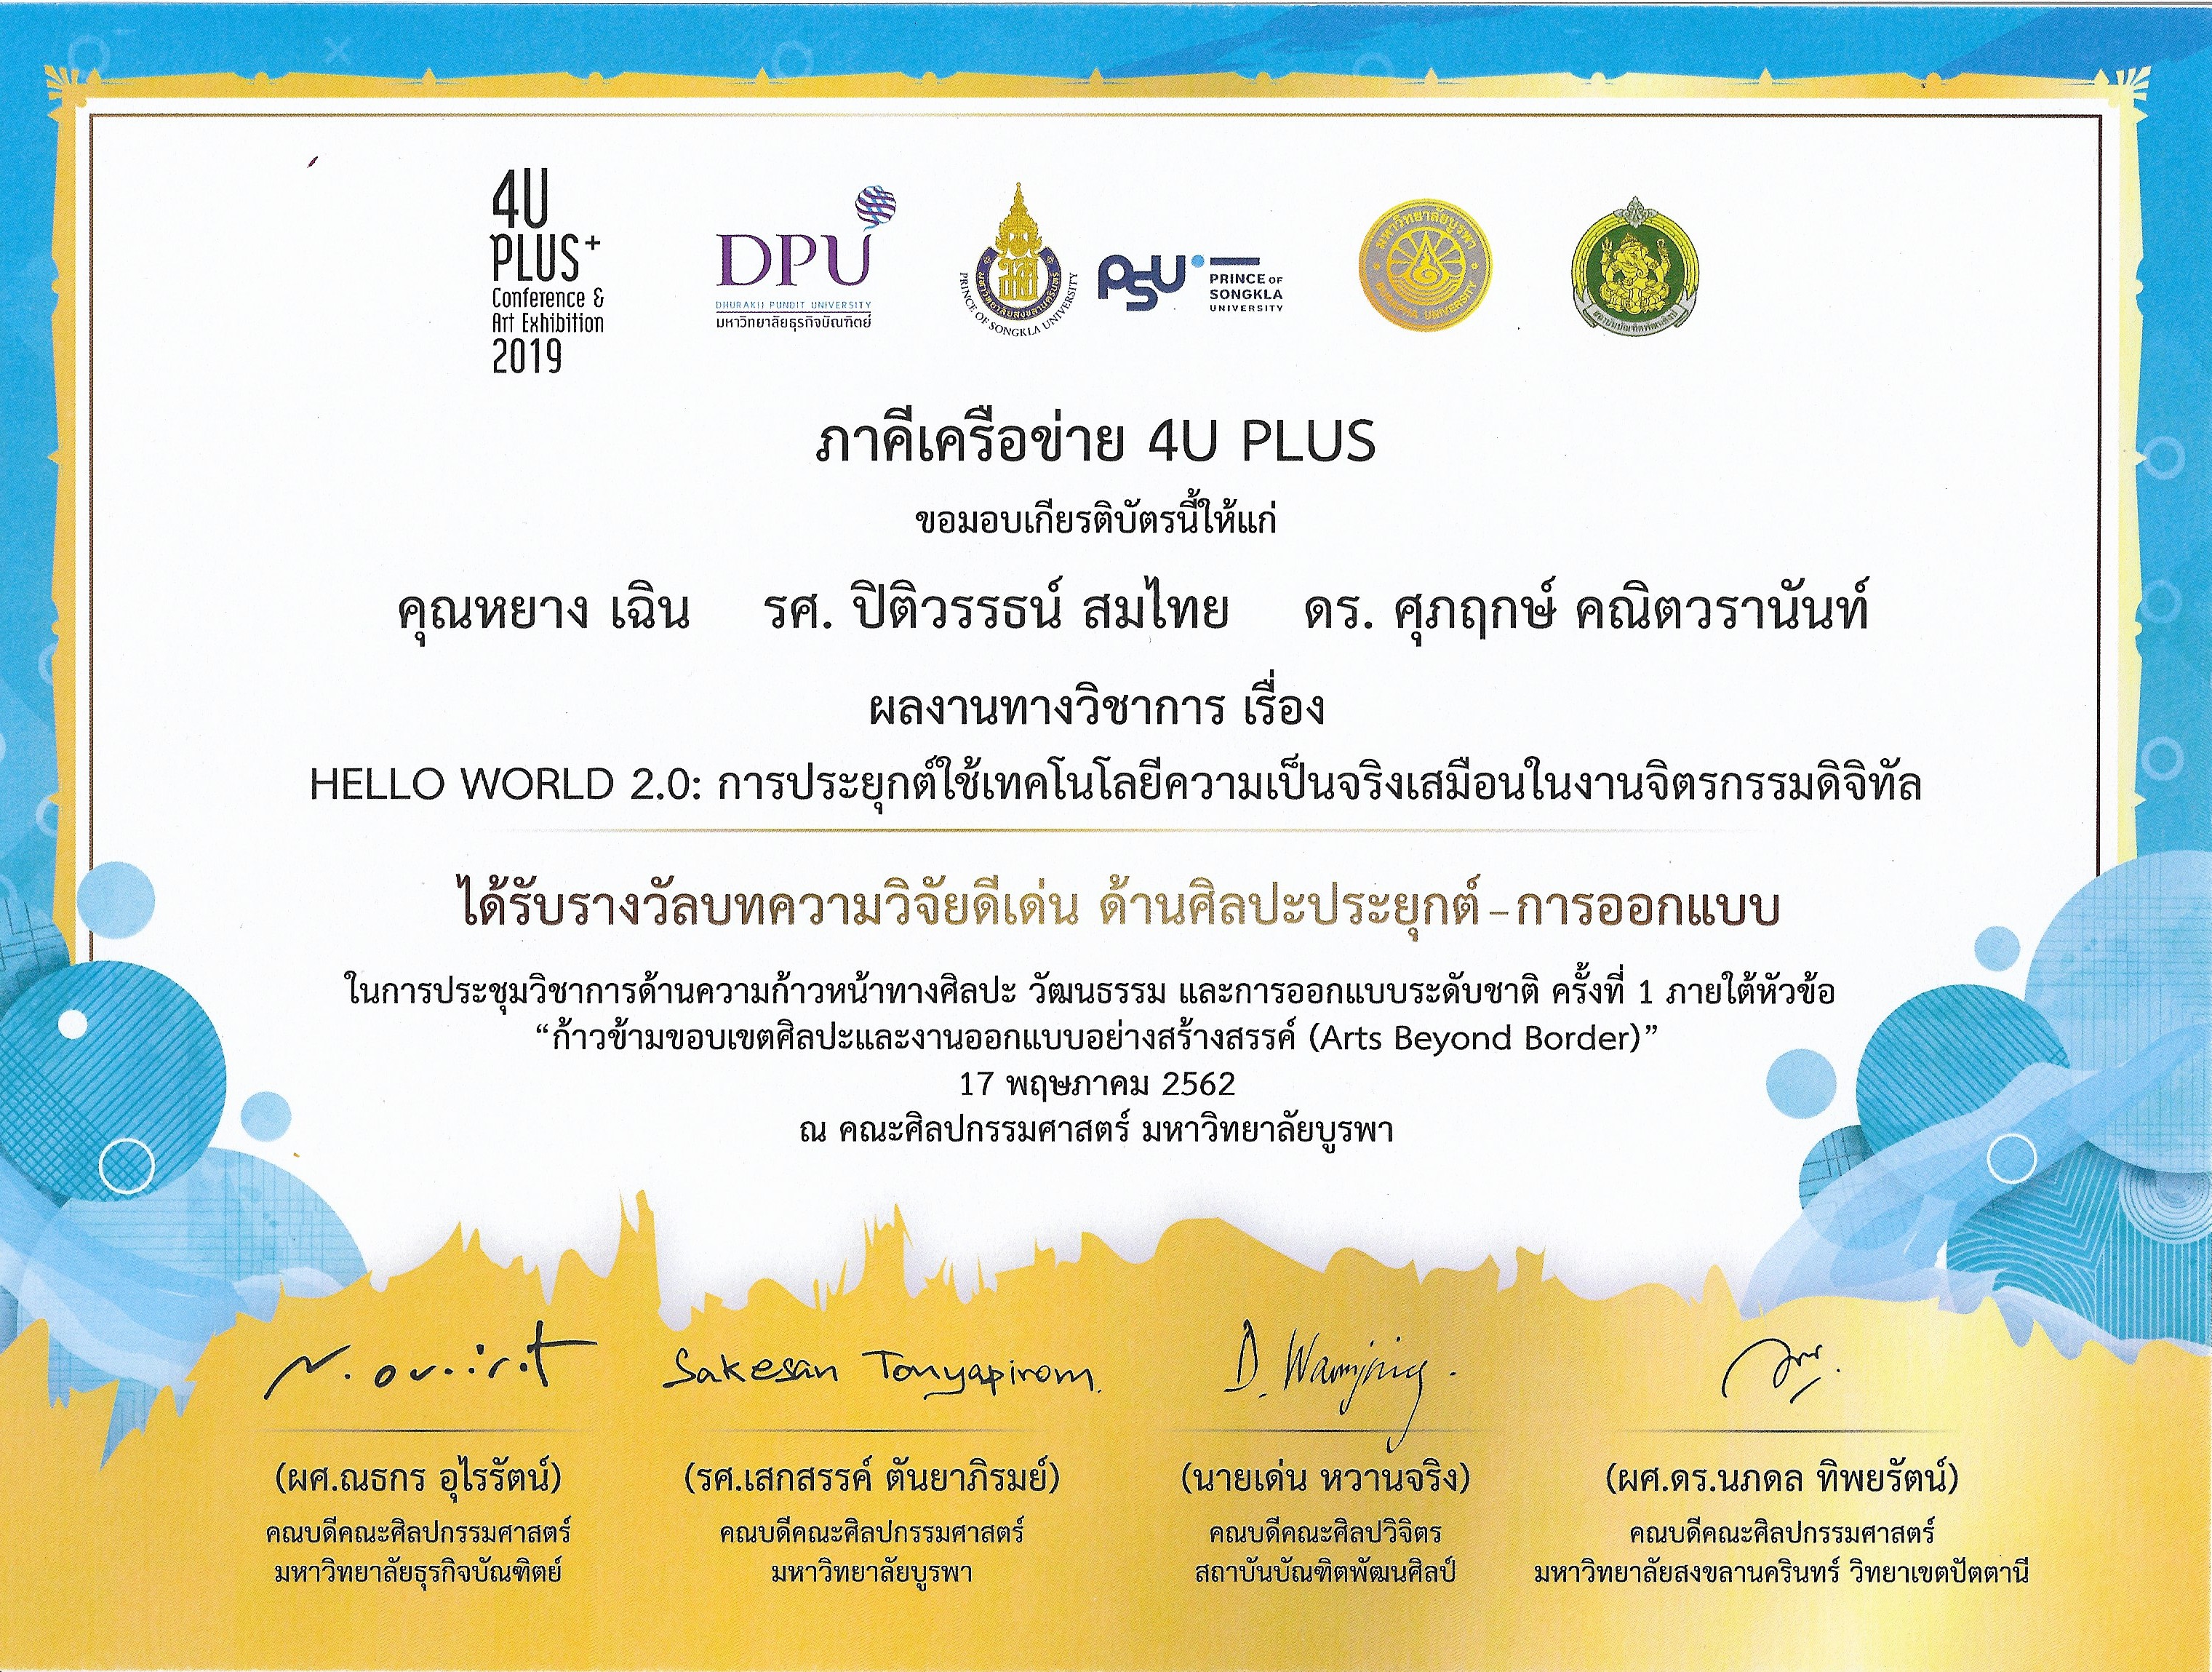 4U
PLUS+
Conference &
Art Exhibition
2019
DPU
DHURAKIJ PUNDIT UNIVERSITY
มหาวิทยาลัยธุรกิจบัณฑิตย์
มหาวิทยาลัยสงขลานครินทร์
PRINCE OF SONGKLA UNIVERSITY
PSU
PRINCE OF
SONGKLA
UNIVERSITY
มหาวิทยาลัยบูรพา
BURAPHA UNIVERSITY
สถาบันบัณฑิตพัฒนศิลป์
ภาคีเครือข่าย 4U PLUS
ขอมอบเกียรติบัตรนี้ให้แก่
คุณหยาง เฉิน รศ. ปิติวรรธน์ สมไทย ดร. ศุภฤกษ์ คณิตวรานันท์
ผลงานทางวิชาการ เรื่อง
HELLO WORLD 2.0: การประยุกต์ใช้เทคโนโลยีความเป็นจริงเสมือนในงานจิตรกรรมดิจิทัล
ได้รับรางวัลบทความวิจัยดีเด่น ด้านศิลปะประยุกต์-การออกแบบ
ในการประชุมวิชาการด้านความก้าวหน้าทางศิลปะ วัฒนธรรม และการออกแบบระดับชาติ ครั้งที่ 1 ภายใต้หัวข้อ
“ก้าวข้ามขอบเขตศิลปะและงานออกแบบอย่างสร้างสรรค์ (Arts Beyond Border)”
17 พฤษภาคม 2562
ณ คณะศิลปกรรมศาสตร์ มหาวิทยาลัยบูรพา
Sakesan Tonyapirom.
(ผศ.ณธกร อุไรรัตน์) (รศ.เสกสรรค์ ตันยาภิรมย์) (นายเด่น หวานจริง) (ผศ.ดร.นภดล ทิพยรัตน์)
คณบดีคณะศิลปกรรมศาสตร์ คณบดีคณะศิลปกรรมศาสตร์ คณบดีคณะศิลปวิจิตร คณบดีคณะศิลปกรรมศาสตร์
มหาวิทยาลัยธุรกิจบัณฑิตย์ มหาวิทยาลัยบูรพา สถาบันบัณฑิตพัฒนศิลป์ มหาวิทยาลัยสงขลานครินทร์ วิทยาเขตปัตตานี